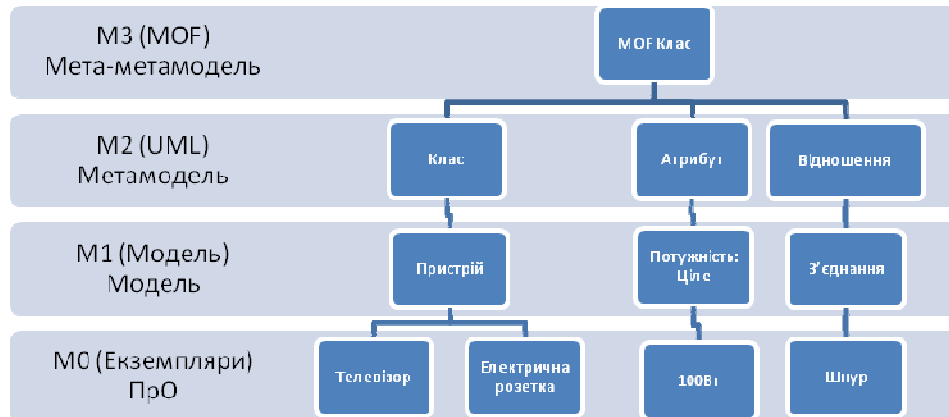 M3 (MOF)
Мета-метамодель
MOF Клас
M2 (UML)
Метамодель
Клас
Атрибут
Відношення
M1 (Модель)
Модель
Пристрій
Потужність:
Ціле
З'єднання
M0 (Екземпляри)
ПрО
Телевізор
Електрична
розетка
100Вт
Шнур